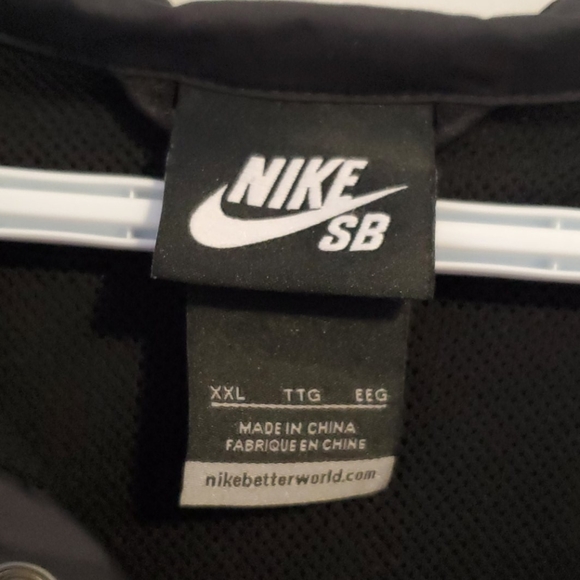 NIKE
SB
XXL TTG EEG
MADE IN CHINA
FABRIQUE EN CHINE
nikebetterworld.com